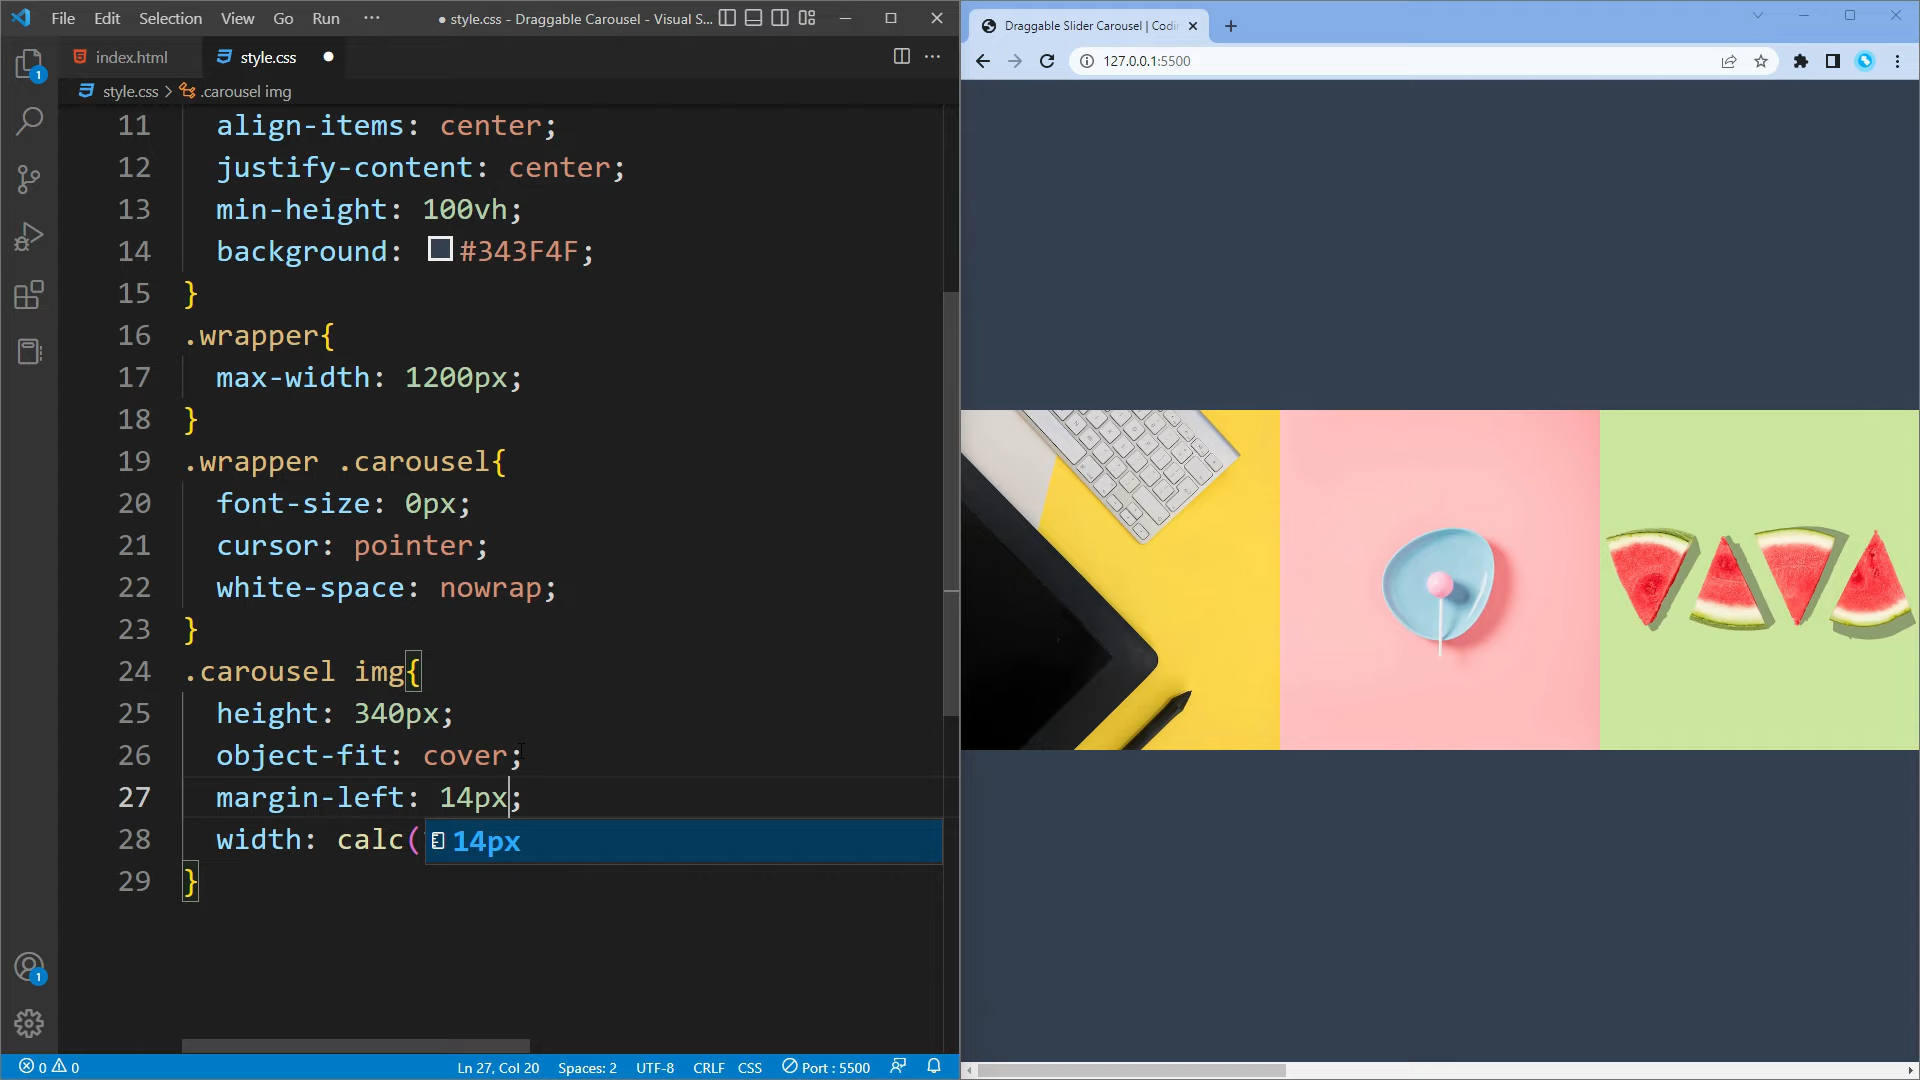 File Edit Selection View Go Run ···
● style.css - Draggable Carousel - Visual S...
index.html
style.css
style.css > .carousel img
11 align-items: center;
12 justify-content: center;
13 min-height: 100vh;
14 background: #343F4F;
15 }
16 .wrapper{
17 max-width: 1200px;
18 }
19 .wrapper .carousel{
20 font-size: 0px;
21 cursor: pointer;
22 white-space: nowrap;
23 }
24 .carousel img{
25 height: 340px;
26 object-fit: cover;
27 margin-left: 14px;
28 width: calc(
14px
29 }
1
1
0 0
Ln 27, Col 20
Spaces: 2
UTF-8
CRLF
CSS
Port : 5500
Draggable Slider Carousel | Codi
127.0.0.1:5500